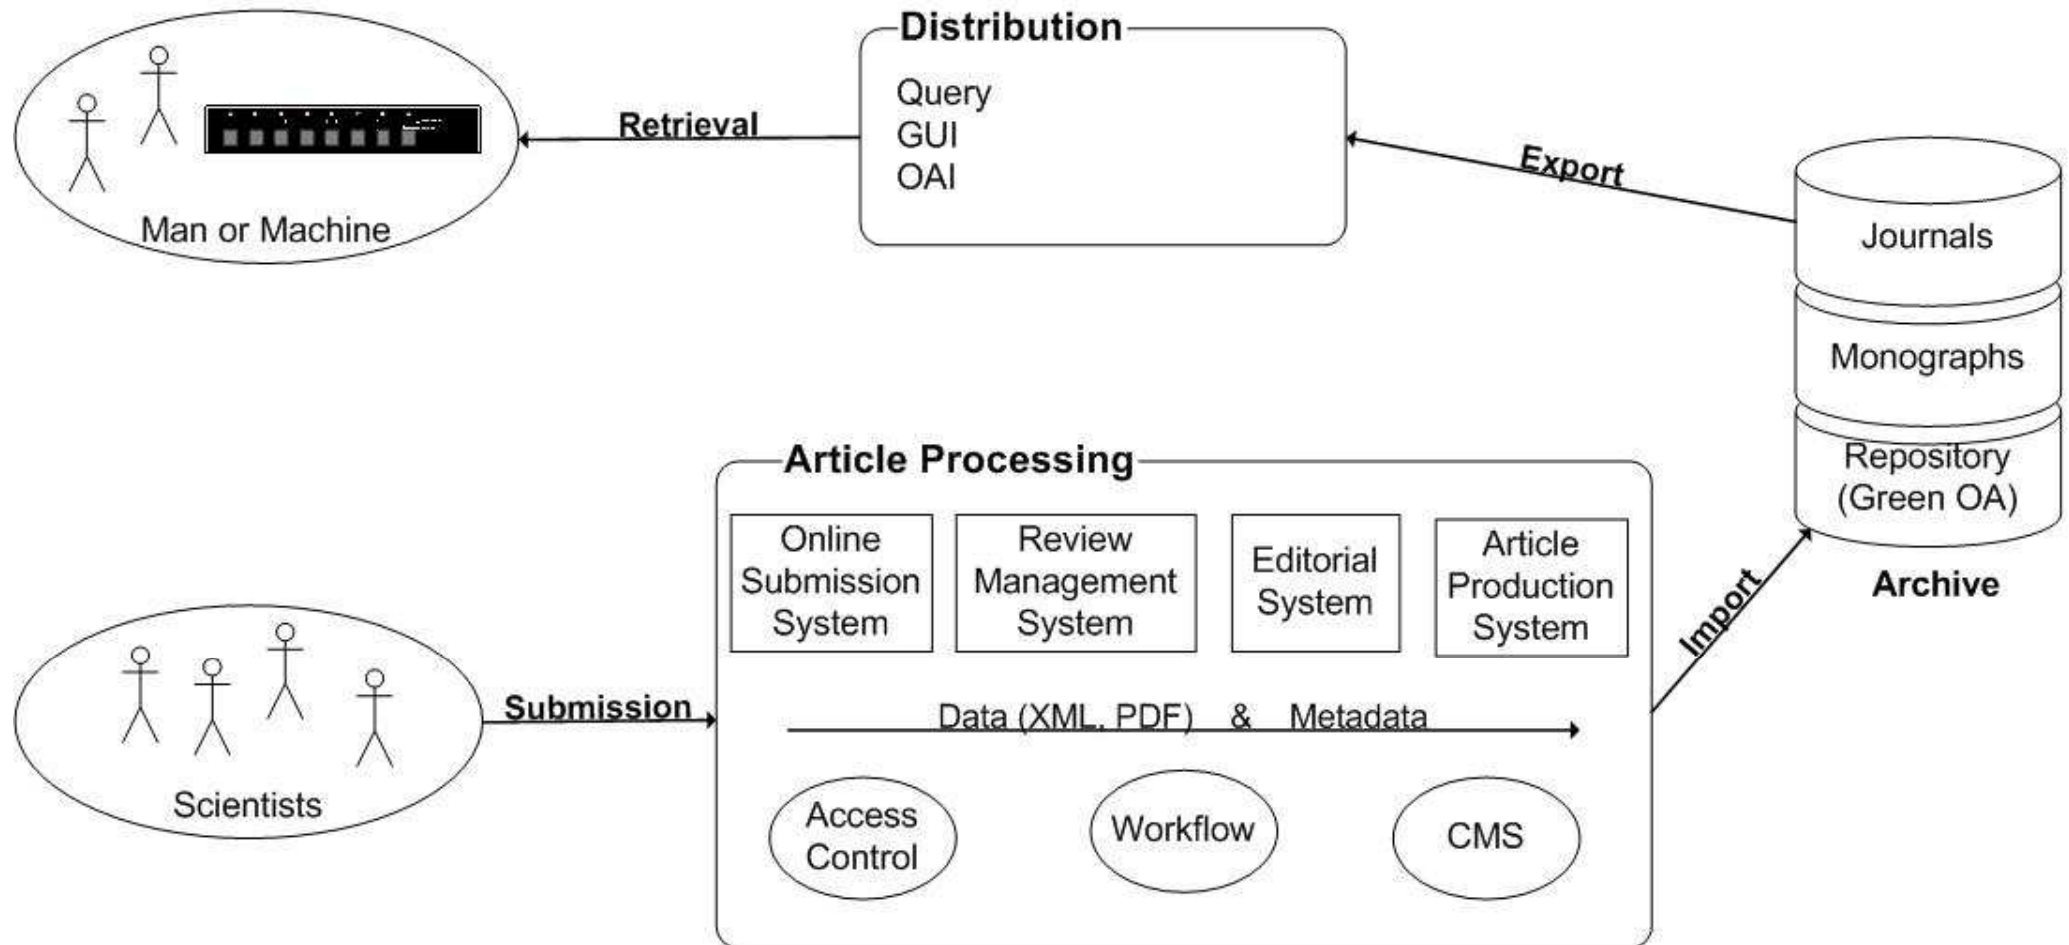 Distribution
Query
GUI
OAI
Retrieval
Man or Machine
Export
Journals
Monographs
Repository
(Green OA)
Archive
Article Processing
Online
Submission
System
Review
Management
System
Editorial
System
Article
Production
System
Import
Submission
Scientists
Data (XML, PDF) & Metadata
Access
Control
Workflow
CMS